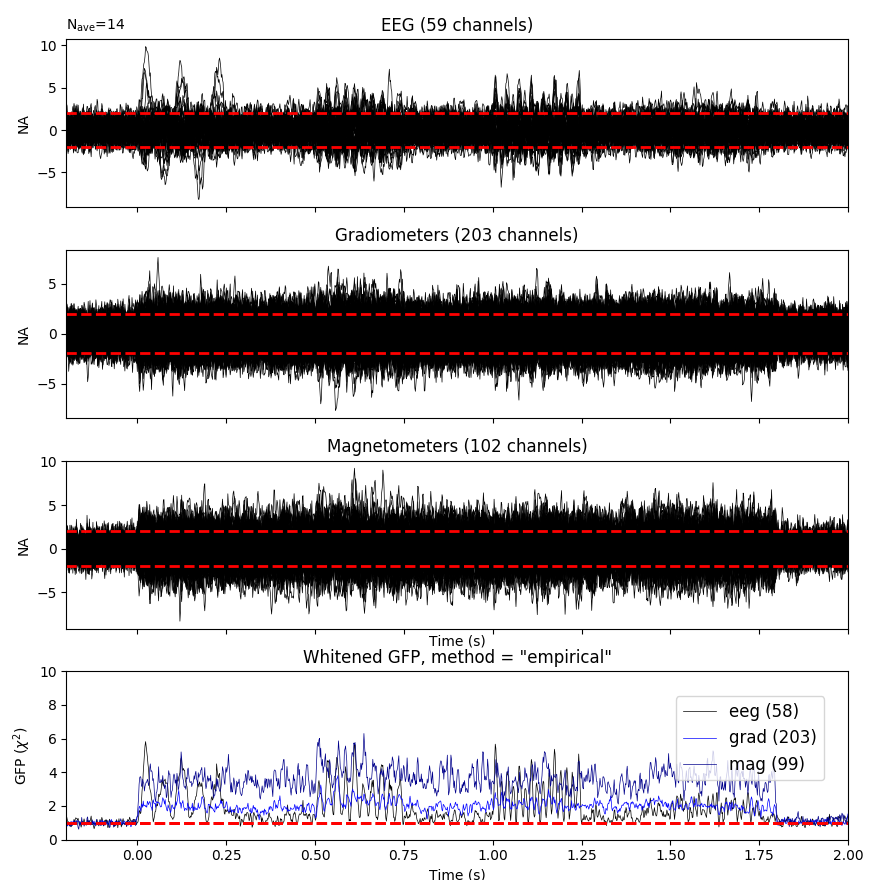 N_ave=14
EEG (59 channels)
10
5
0
−5
NA
Gradiometers (203 channels)
5
0
−5
NA
Magnetometers (102 channels)
10
5
0
−5
NA
Time (s)
Whitened GFP, method = "empirical"
10
8
6
4
2
0
GFP (χ²)
eeg (58)
grad (203)
mag (99)
0.00 0.25 0.50 0.75 1.00 1.25 1.50 1.75 2.00
Time (s)